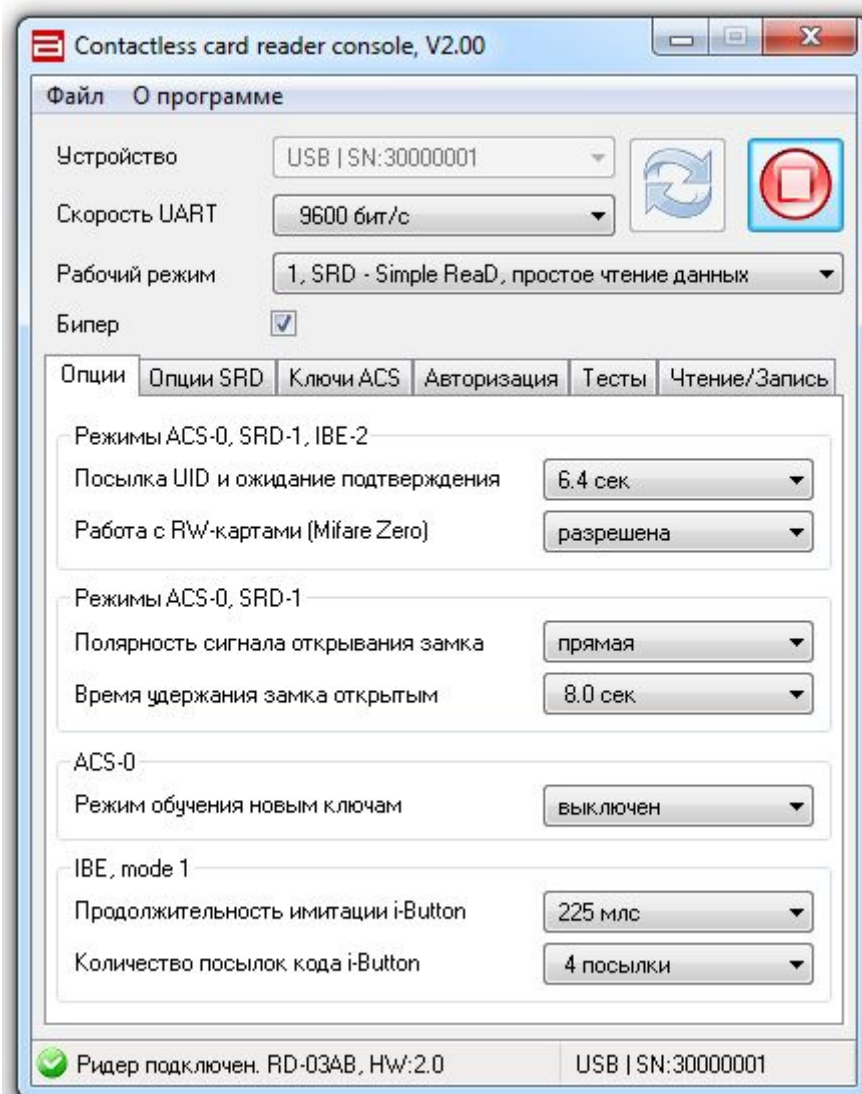 Contactless card reader console, V2.00
Файл О программе
Устройство USB | SN:30000001
Скорость UART 9600 бит/с
Рабочий режим 1, SRD - Simple ReaD, простое чтение данных
Бипер
Опции Опции SRD Ключи ACS Авторизация Тесты Чтение/Запись
Режимы ACS-0, SRD-1, IBE-2
Посылка UID и ожидание подтверждения 6.4 сек
Работа с RW-картами (Mifare Zero) разрешена
Режимы ACS-0, SRD-1
Полярность сигнала открывания замка прямая
Время удержания замка открытым 8.0 сек
ACS-0
Режим обучения новым ключам выключен
IBE, mode 1
Продолжительность имитации i-Button 225 млс
Количество посылок кода i-Button 4 посылки
Ридер подключен. RD-03AB, HW:2.0 USB | SN:30000001